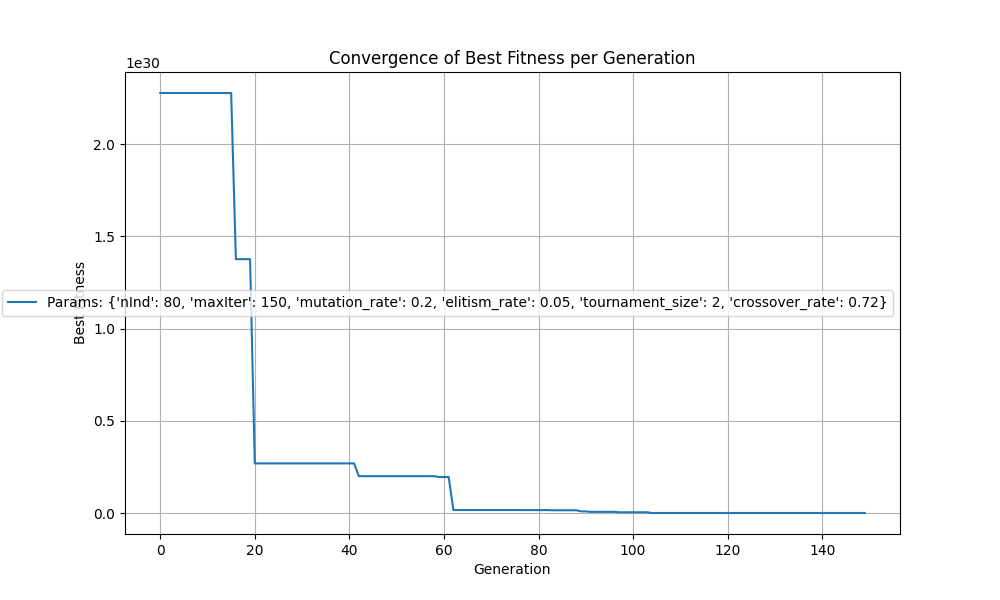 Convergence of Best Fitness per Generation
1e30
2.0
1.5
Params: {'nInd': 80, 'maxIter': 150, 'mutation_rate': 0.2, 'elitism_rate': 0.05, 'tournament_size': 2, 'crossover_rate': 0.72}
Best
1.0
0.5
0.0
0 20 40 60 80 100 120 140
Generation